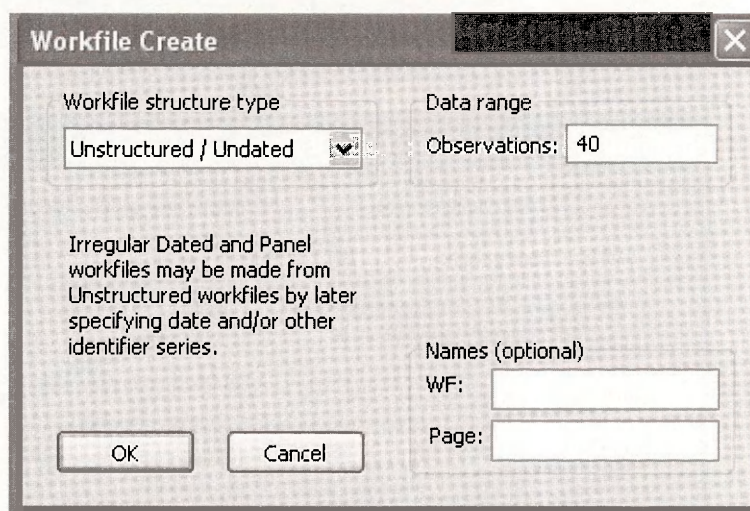 Workfile Create
Workfile structure type
Unstructured / Undated
Data range
Observations: 40
Irregular Dated and Panel
workfiles may be made from
Unstructured workfiles by later
specifying date and/or other
identifier series.
Names (optional)
WF:
Page:
OK
Cancel